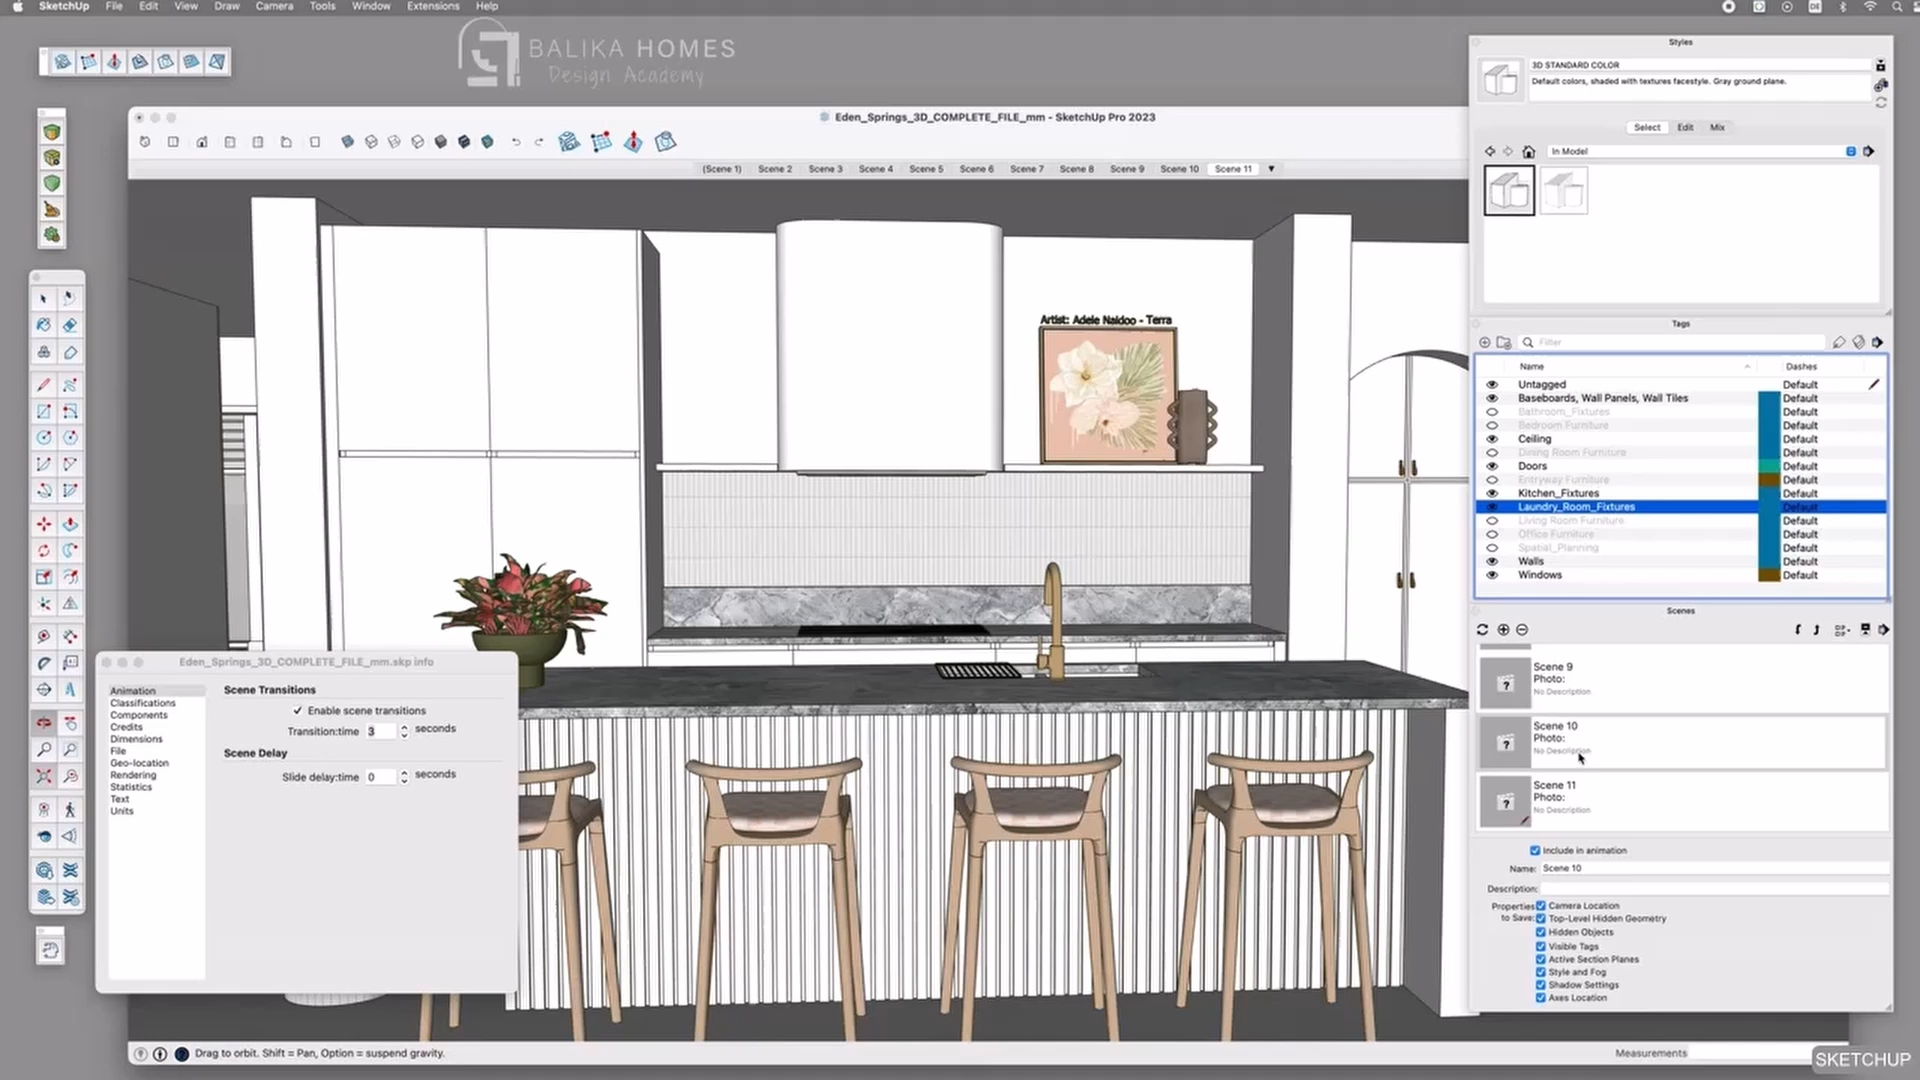 SketchUp File Edit View Draw Camera Tools Window Extensions Help
BALIKA HOMES
Design Academy
Eden_Springs_3D_COMPLETE_FILE_mm - SketchUp Pro 2023
(Scene 1) Scene 2 Scene 3 Scene 4 Scene 5 Scene 6 Scene 7 Scene 8 Scene 9 Scene 10 Scene 11
Artist: Adele Naidoo - Terra
Eden_Springs_3D_COMPLETE_FILE_mm.skp info
Animation
Classifications
Components
Credits
Dimensions
File
Geo-location
Rendering
Statistics
Text
Units
Scene Transitions
Enable scene transitions
Transition:time 3 seconds
Scene Delay
Slide delay:time 0 seconds
Drag to orbit. Shift = Pan, Option = suspend gravity.
Measurements
Styles
3D STANDARD COLOR
Default colors, shaded with textures facestyle. Gray ground plane.
Select Edit Mix
In Model
Tags
Filter
Name Dashes
Untagged Default
Baseboards, Wall Panels, Wall Tiles Default
Bathroom_Fixtures Default
Bedroom Furniture Default
Ceiling Default
Dining Room Furniture Default
Doors Default
Entryway Furniture Default
Kitchen_Fixtures Default
Laundry_Room_Fixtures Default
Living Room Furniture Default
Office Furniture Default
Spatial_Planning Default
Walls Default
Windows Default
Scenes
Scene 9
Photo:
No Description
Scene 10
Photo:
No Description
Scene 11
Photo:
No Description
Include in animation
Name: Scene 10
Description:
Properties to Save:
Camera Location
Top-Level Hidden Geometry
Hidden Objects
Visible Tags
Active Section Planes
Style and Fog
Shadow Settings
Axes Location
SKETCHUP